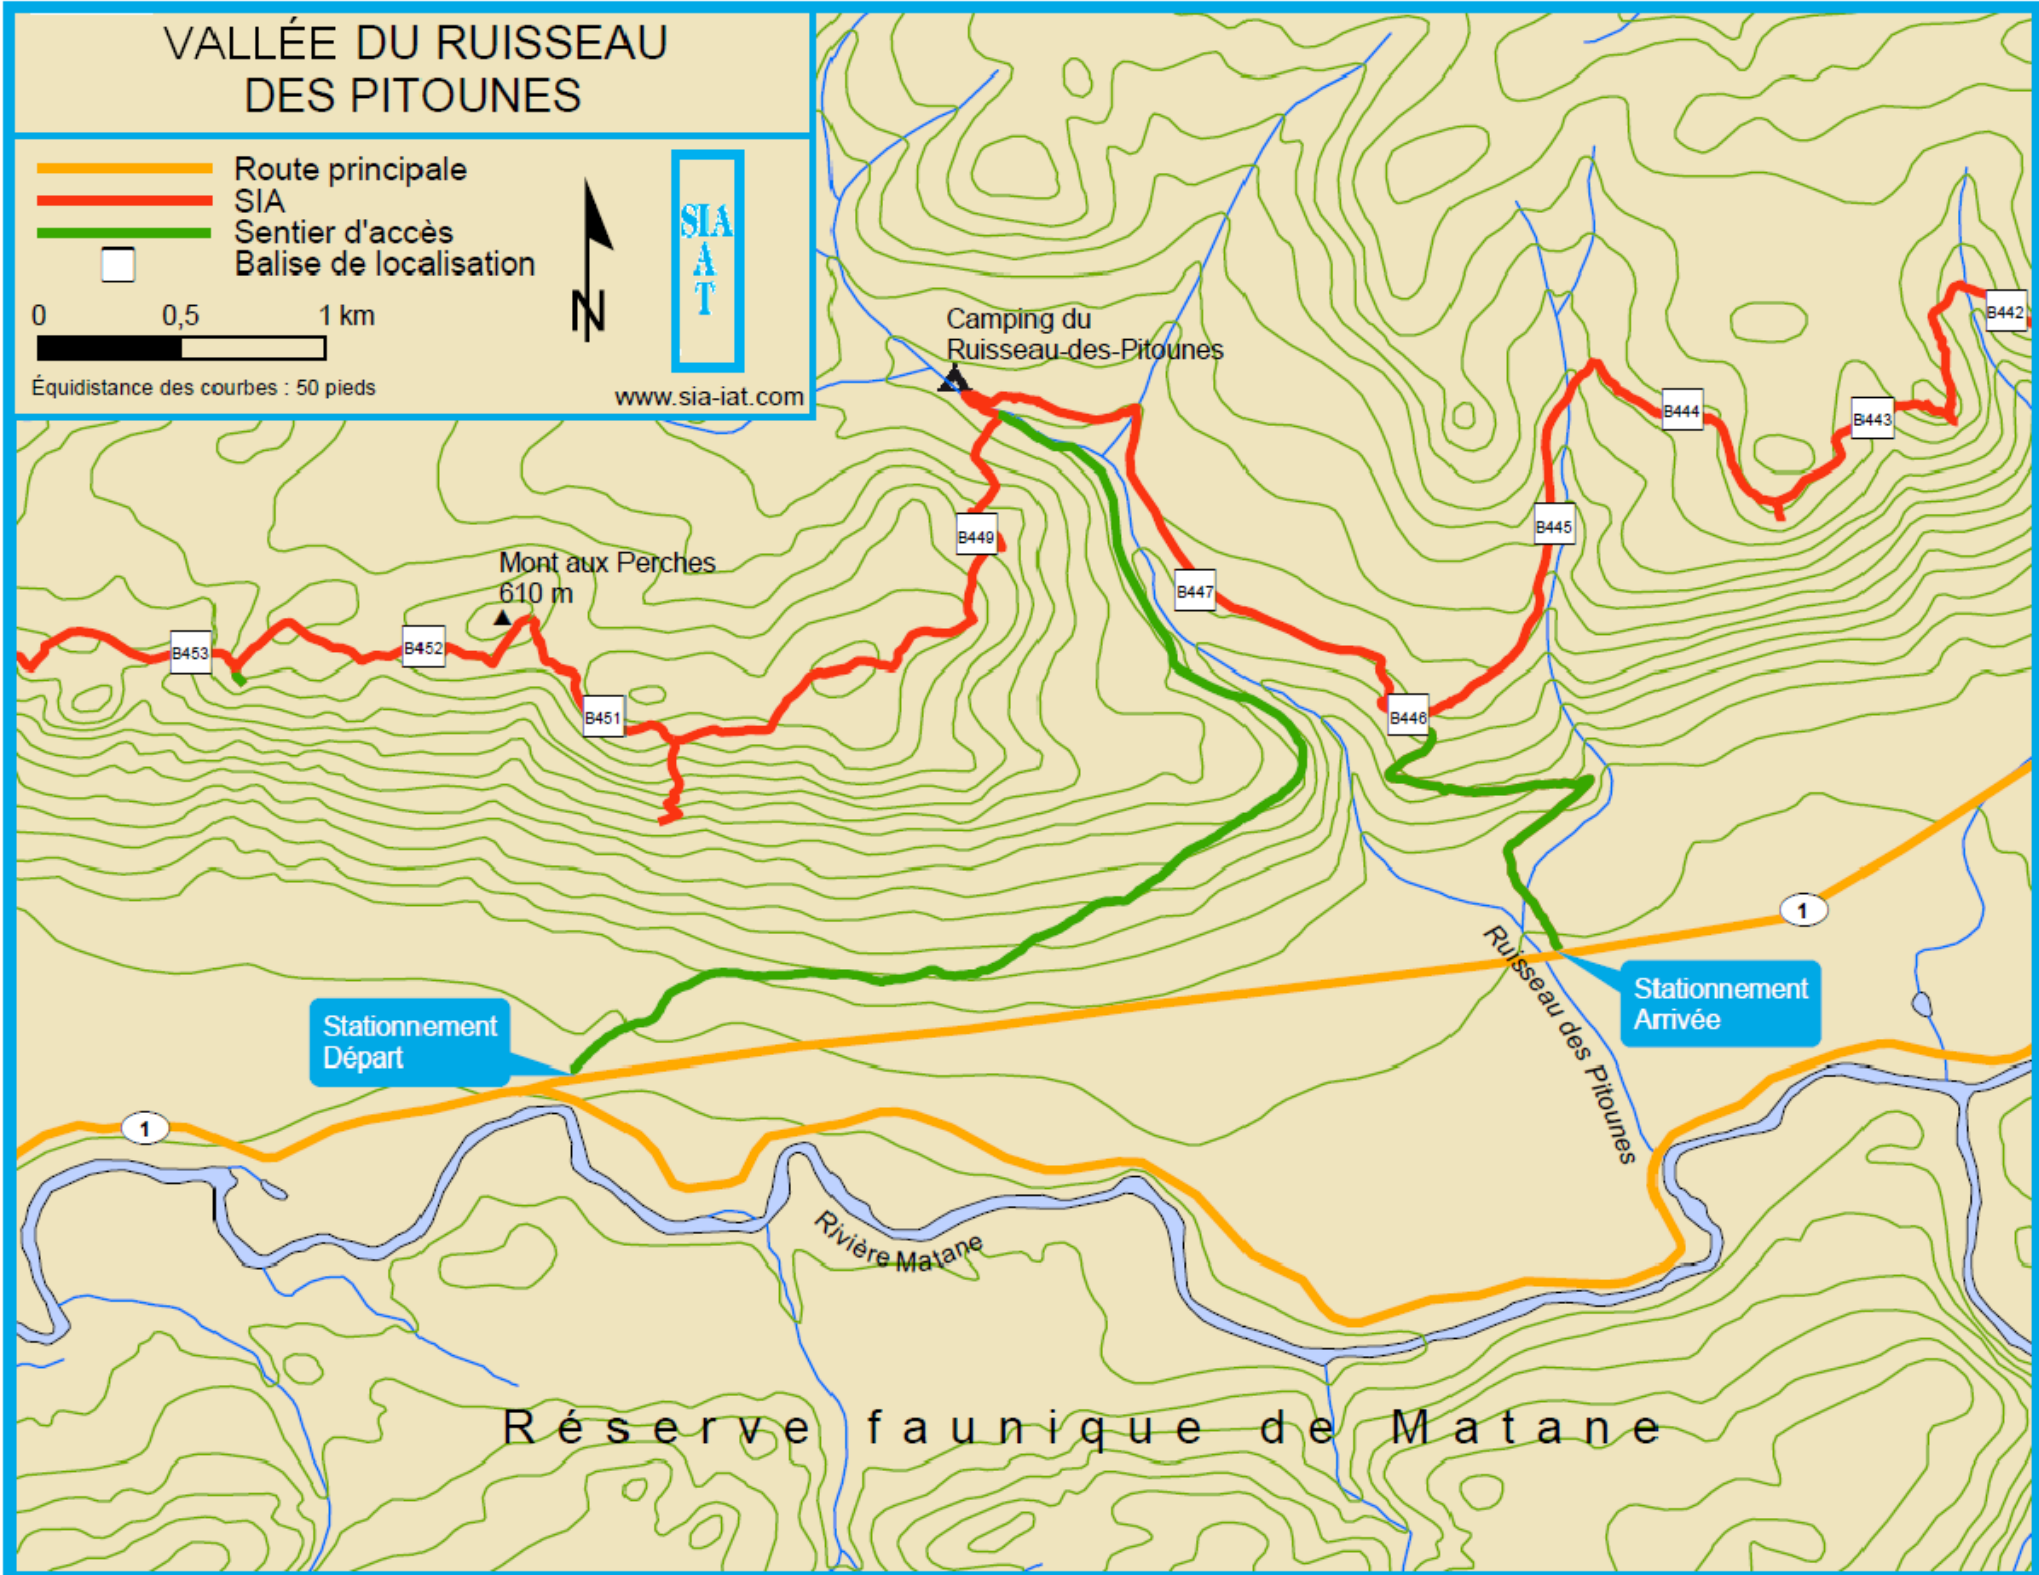 VALLÉE DU RUISSEAU
DES PITOUNES
Route principale
SIA
Sentier d'accès
Balise de localisation
0 0,5 1 km
Équidistance des courbes : 50 pieds
N
SIA
A
T
www.sia-iat.com
Camping du
Ruisseau-des-Pitounes
B442
B443
B444
B445
B449
B447
Mont aux Perches
610 m
B453
B452
B451
B446
1
Stationnement
Arrivée
Ruisseau des Pitounes
Stationnement
Départ
1
Rivière Matane
Réserve faunique de Matane